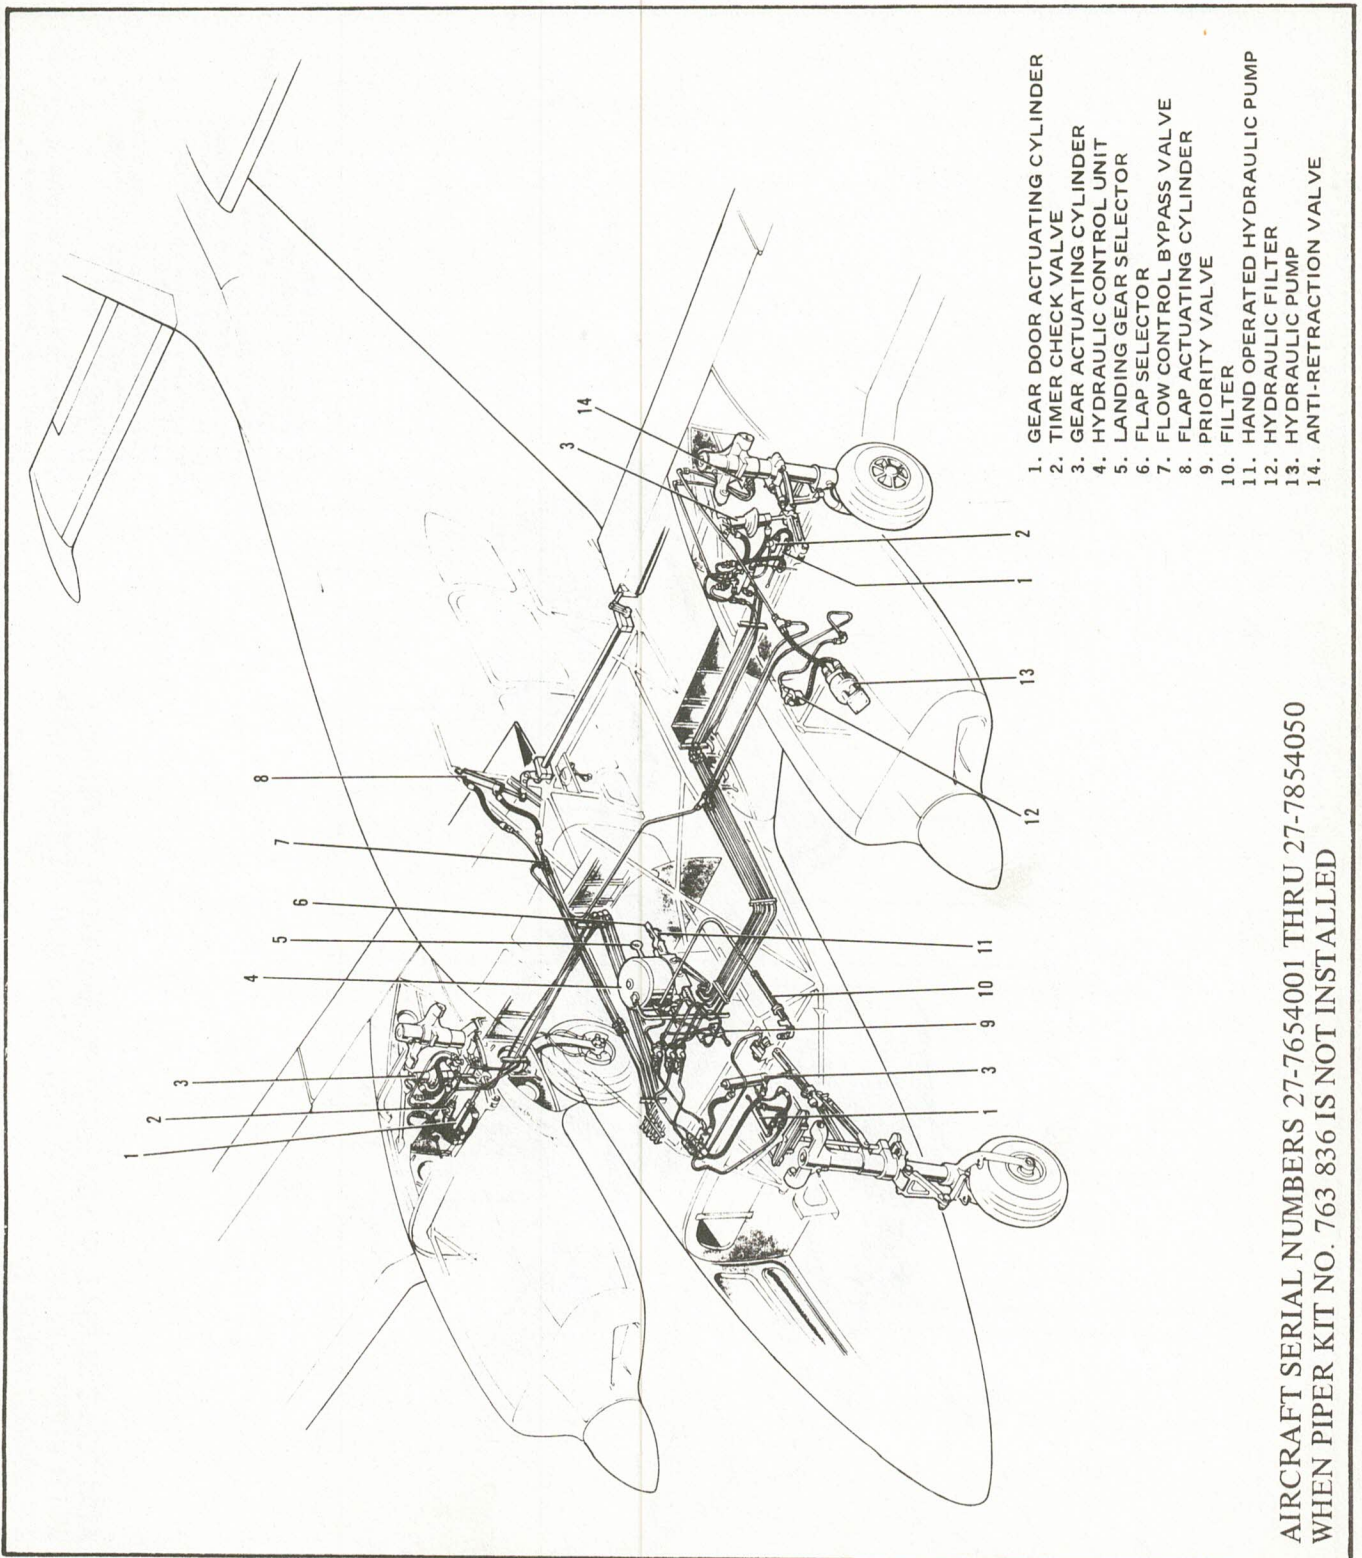 14
3
8
7
6
5
4
3
2
1
2
1
13
12
11
10
9
3
1
1. GEAR DOOR ACTUATING CYLINDER
2. TIMER CHECK VALVE
3. GEAR ACTUATING CYLINDER
4. HYDRAULIC CONTROL UNIT
5. LANDING GEAR SELECTOR
6. FLAP SELECTOR
7. FLOW CONTROL BYPASS VALVE
8. FLAP ACTUATING CYLINDER
9. PRIORITY VALVE
10. FILTER
11. HAND OPERATED HYDRAULIC PUMP
12. HYDRAULIC FILTER
13. HYDRAULIC PUMP
14. ANTI-RETRACTION VALVE
AIRCRAFT SERIAL NUMBERS 27-7654001 THRU 27-7854050
WHEN PIPER KIT NO. 763 836 IS NOT INSTALLED